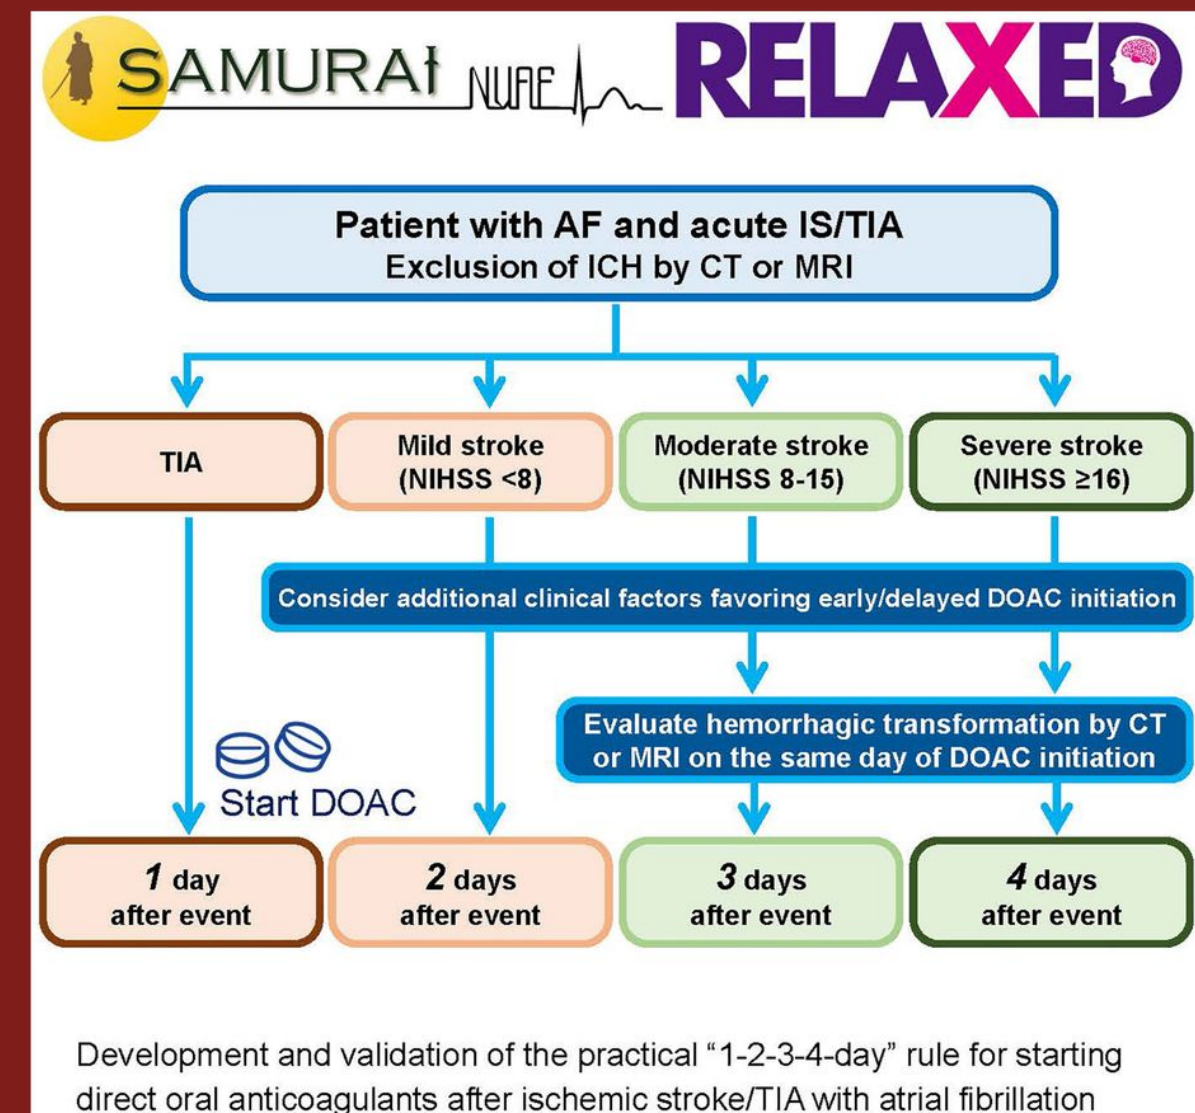 SAMURAI NVAF RELAXED
Patient with AF and acute IS/TIA
Exclusion of ICH by CT or MRI
TIA
Mild stroke
(NIHSS <8)
Moderate stroke
(NIHSS 8-15)
Severe stroke
(NIHSS ≥16)
Consider additional clinical factors favoring early/delayed DOAC initiation
Evaluate hemorrhagic transformation by CT
or MRI on the same day of DOAC initiation
Start DOAC
1 day
after event
2 days
after event
3 days
after event
4 days
after event
Development and validation of the practical “1-2-3-4-day” rule for starting
direct oral anticoagulants after ischemic stroke/TIA with atrial fibrillation